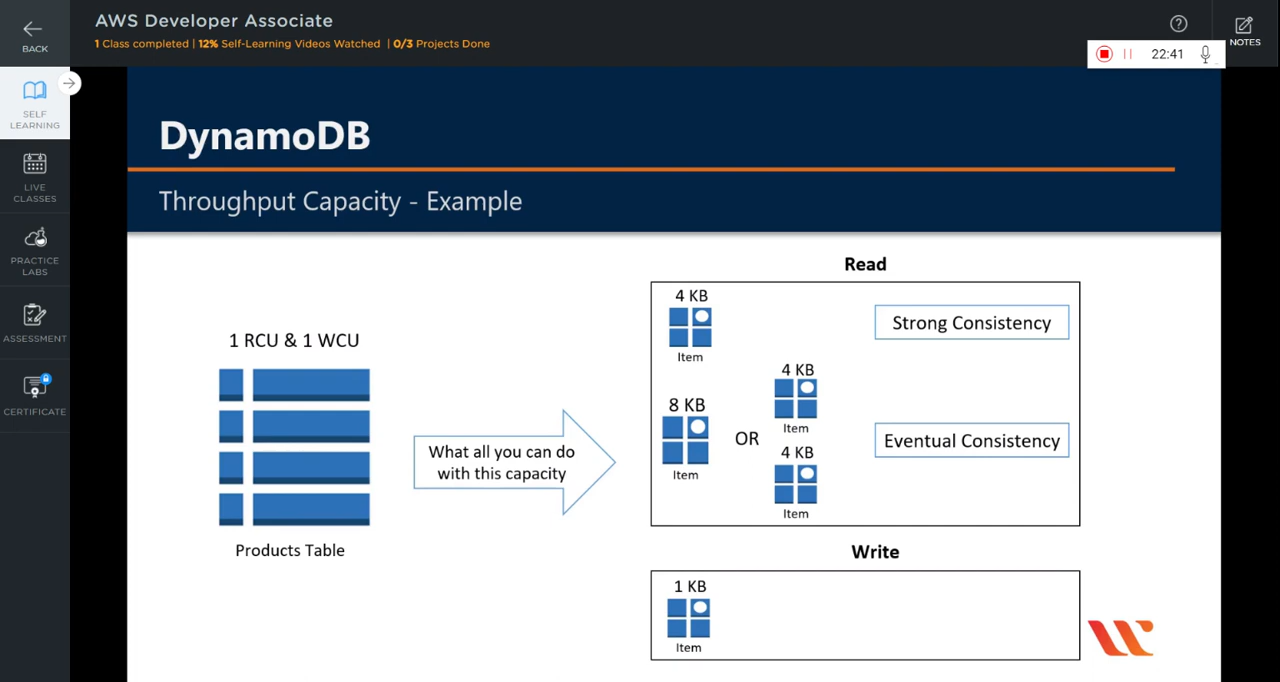 AWS Developer Associate
1 Class completed | 12% Self-Learning Videos Watched | 0/3 Projects Done
BACK
NOTES
22:41
SELF
LEARNING
LIVE
CLASSES
PRACTICE
LABS
ASSESSMENT
CERTIFICATE
DynamoDB
Throughput Capacity - Example
1 RCU & 1 WCU
Products Table
What all you can do
with this capacity
Read
4 KB
Item
Strong Consistency
8 KB
Item
OR
4 KB
Item
4 KB
Item
Eventual Consistency
Write
1 KB
Item